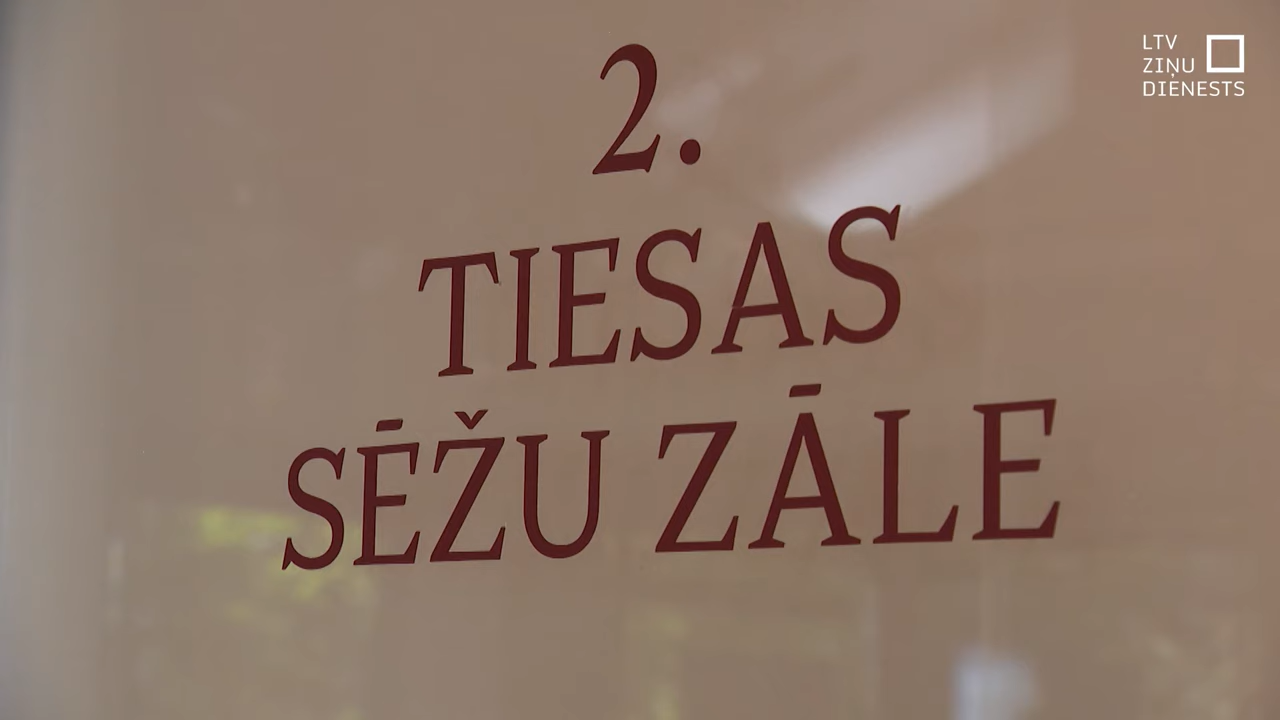 2.
TIESAS
SĒŽU ZĀLE
LTV
ZIŅU
DIENESTS